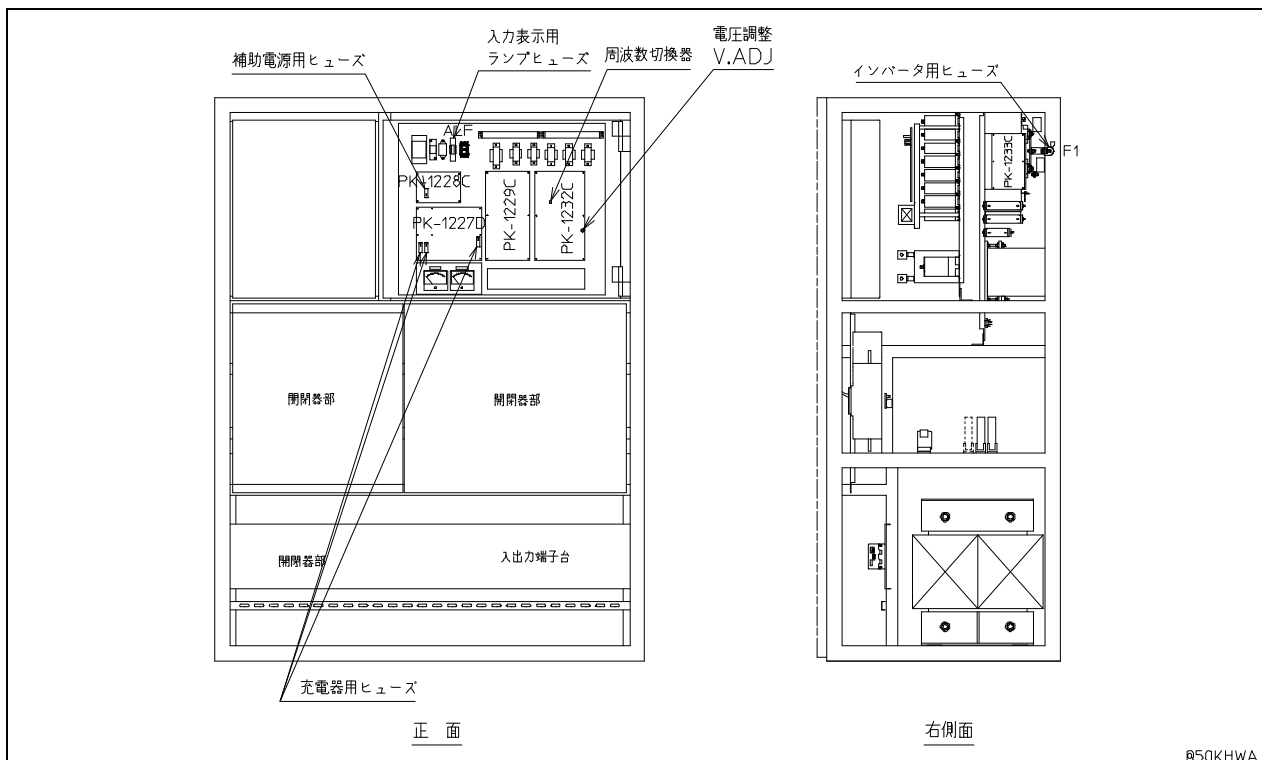 入力表示用
ランプヒューズ
補助電源用ヒューズ
周波数切換器
電圧調整
V.ADJ
インバータ用ヒューズ
ALF
PK-1228C
PK-1227D
PK-1229C
PK-1232C
PK-1233C
F1
開閉器部
開閉器部
開閉器部
入出力端子台
充電器用ヒューズ
正 面
右側面
@50KHWA